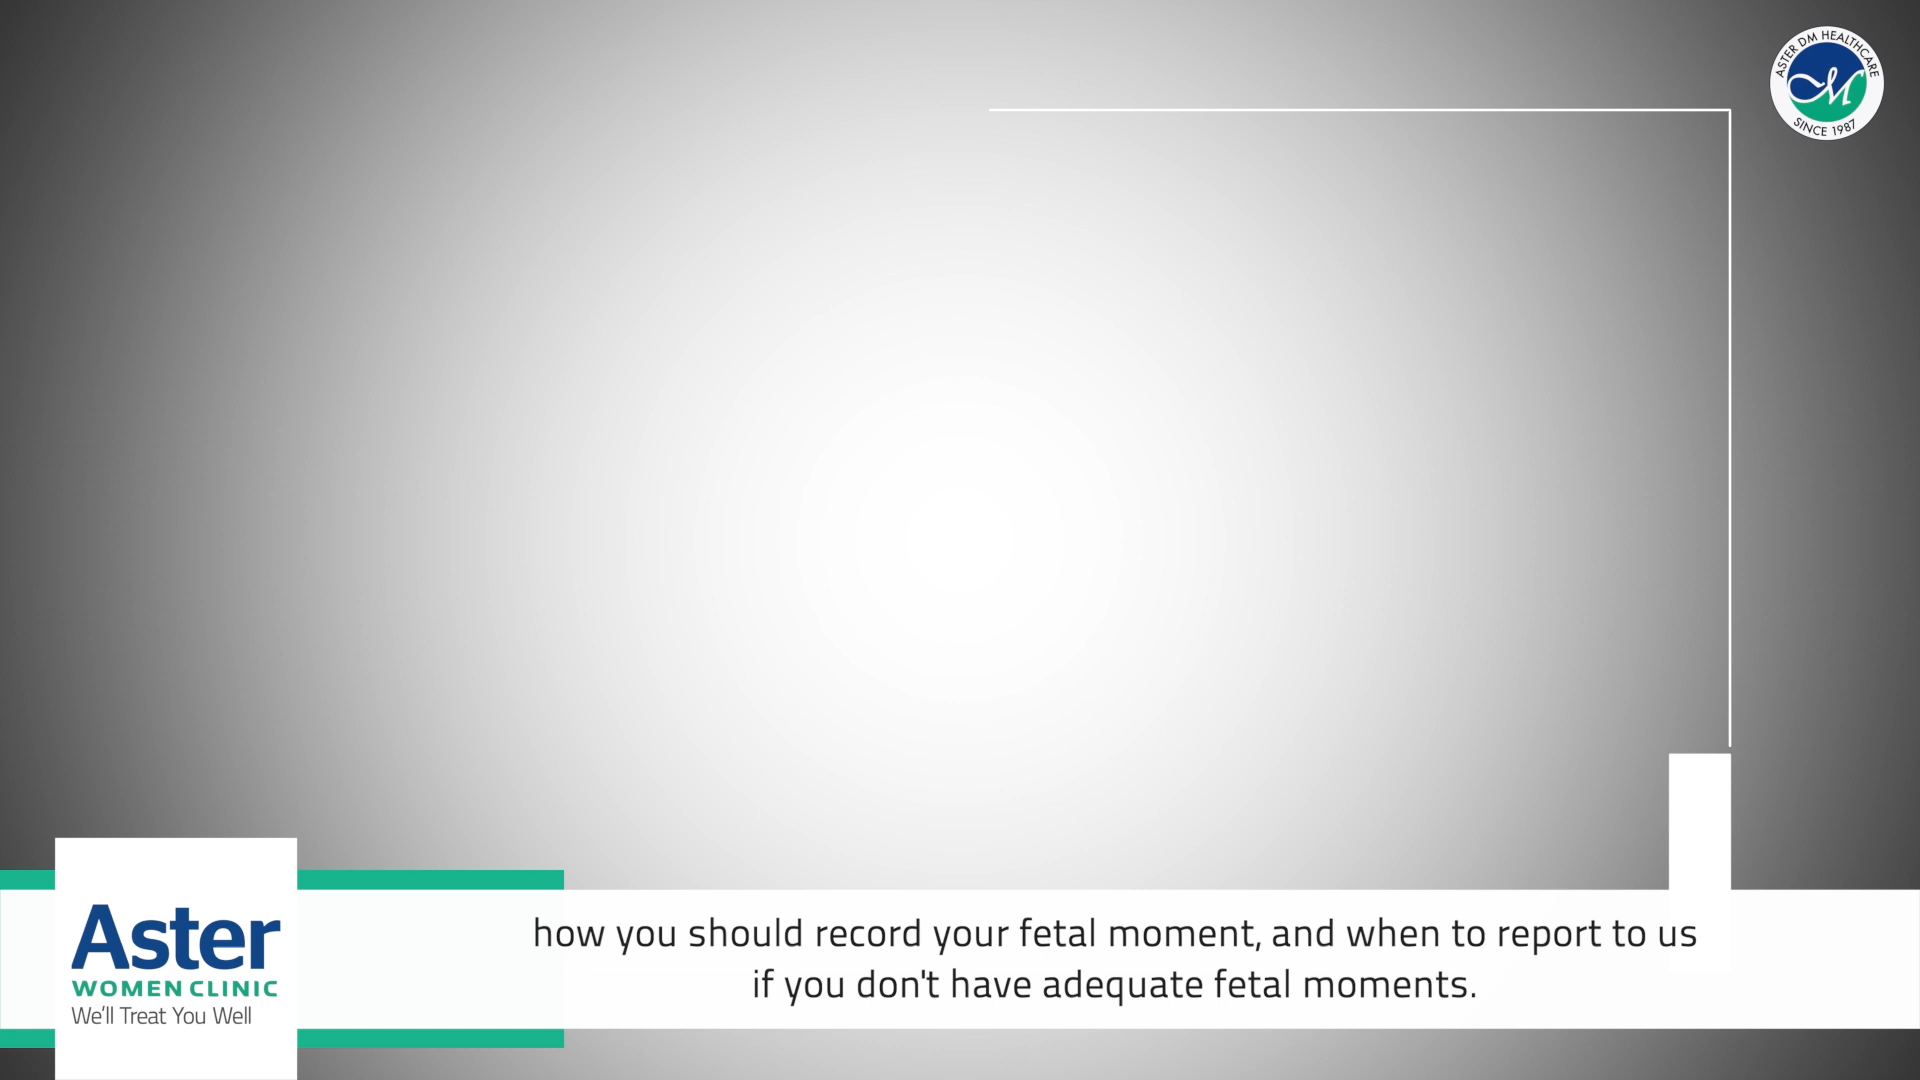 ASTER DM HEALTHCARE
SINCE 1987
how you should record your fetal moment, and when to report to us
if you don't have adequate fetal moments.
Aster
WOMEN CLINIC
We'll Treat You Well